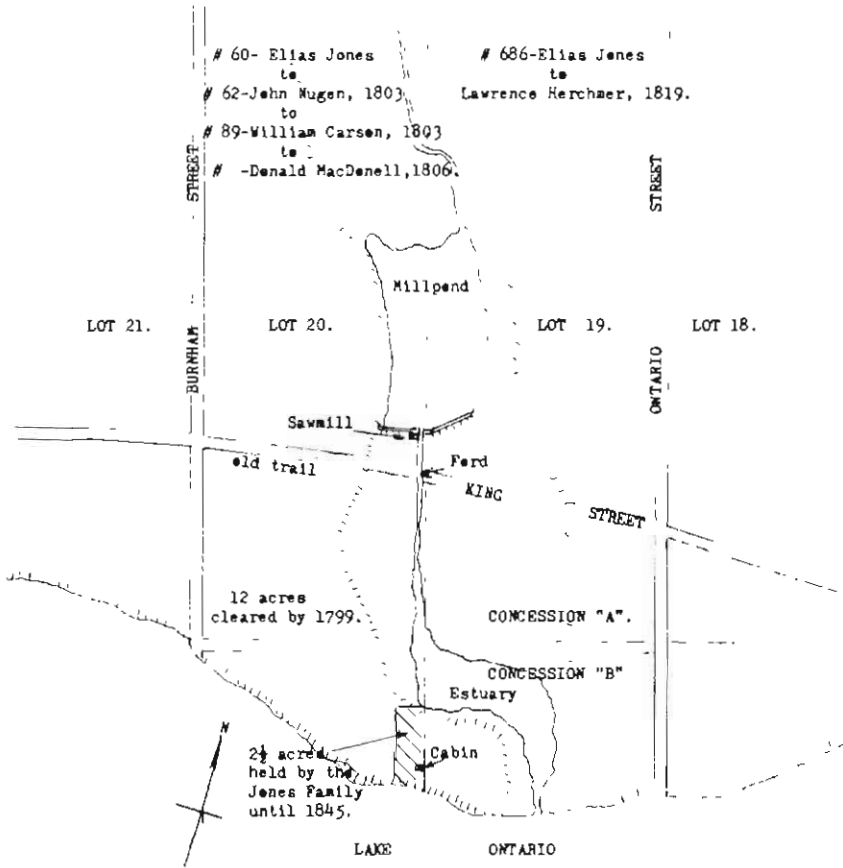 # 60- Elias Jones
to
# 62-John Nugen, 1803
to
# 89-William Carson, 1803
to
# -Donald MacDonell, 1806.
# 686-Elias Jones
to
Lawrence Herchmer, 1819.
BURNHAM STREET
ONTARIO STREET
Millpond
LOT 21.
LOT 20.
LOT 19.
LOT 18.
Sawmill
old trail
Ford
KING STREET
12 acres
cleared by 1799.
CONCESSION "A".
CONCESSION "B"
Estuary
N
2½ acres
held by the
Jones Family
until 1845.
Cabin
LAKE ONTARIO